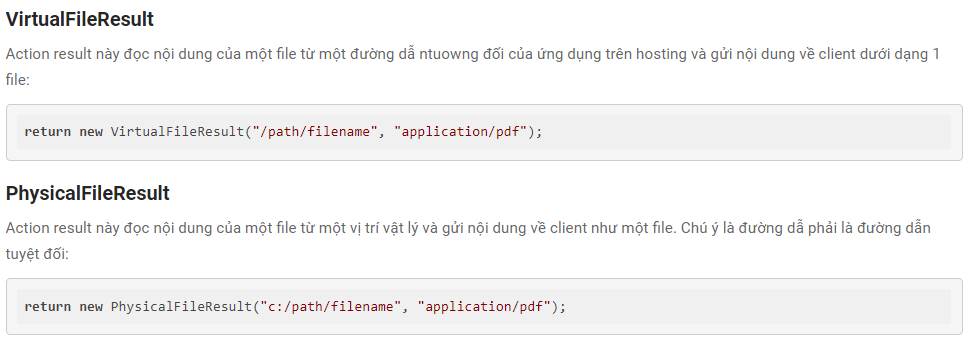 VirtualFileResult
Action result này đọc nội dung của một file từ một đường dẫ ntuowng đối của ứng dụng trên hosting và gửi nội dung về client dưới dạng 1
file:
return new VirtualFileResult("/path/filename", "application/pdf");
PhysicalFileResult
Action result này đọc nội dung của một file từ một vị trí vật lý và gửi nội dung về client như một file. Chú ý là đường dẫ phải là đường dẫn
tuyệt đối:
return new PhysicalFileResult("c:/path/filename", "application/pdf");